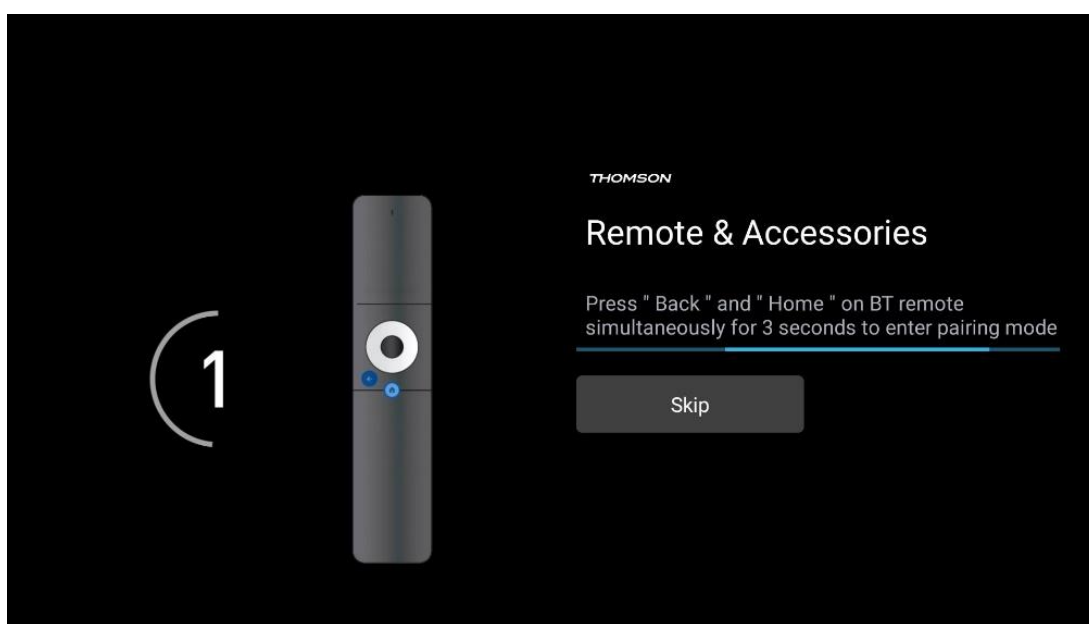 THOMSON
Remote & Accessories
Press " Back " and " Home " on BT remote
simultaneously for 3 seconds to enter pairing mode
1
Skip